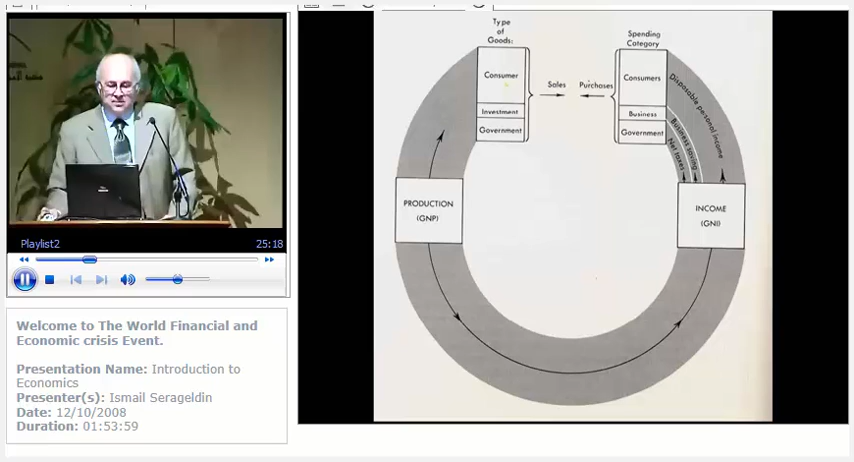 Playlist2
25:18
Welcome to The World Financial and
Economic crisis Event.
Presentation Name: Introduction to
Economics
Presenter(s): Ismail Serageldin
Date: 12/10/2008
Duration: 01:53:59
Type
of
Goods:
Consumer
Investment
Government
Sales
Purchases
Spending
Category
Consumers
Business
Government
Disposable personal income
Business saving
Net taxes
PRODUCTION
(GNP)
INCOME
(GNI)